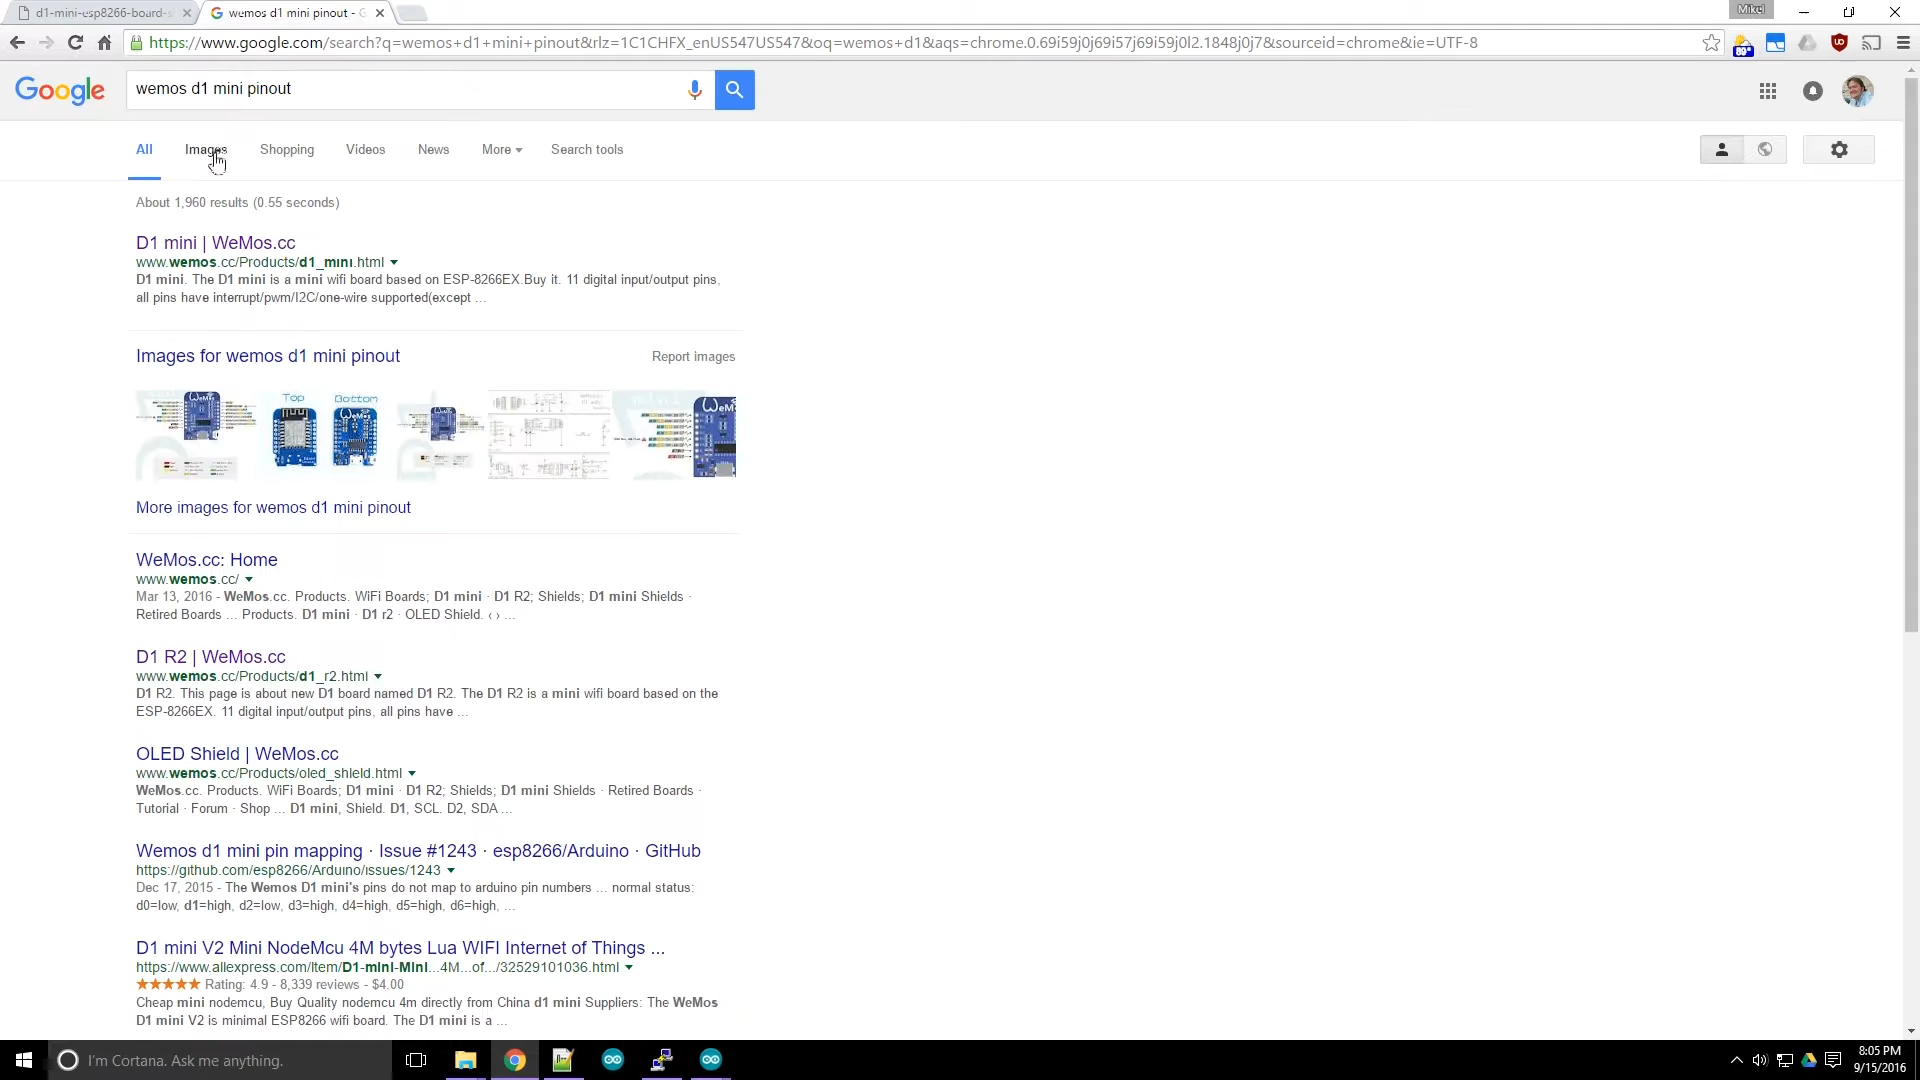 d1-mini-esp8266-board-s
wemos d1 mini pinout - G
Mikel
https://www.google.com/search?q=wemos+d1+mini+pinout&rlz=1C1CHFX_enUS547US547&oq=wemos+d1&aqs=chrome.0.69i59j0j69i57j69i59j0l2.1848j0j7&sourceid=chrome&ie=UTF-8
89°
Google
wemos d1 mini pinout
All Images Shopping Videos News More Search tools
About 1,960 results (0.55 seconds)
D1 mini | WeMos.cc
www.wemos.cc/Products/d1_mini.html
D1 mini. The D1 mini is a mini wifi board based on ESP-8266EX.Buy it. 11 digital input/output pins,
all pins have interrupt/pwm/I2C/one-wire supported(except ...
Images for wemos d1 mini pinout Report images
Top Bottom
WeMos
More images for wemos d1 mini pinout
WeMos.cc: Home
www.wemos.cc/
Mar 13, 2016 - WeMos.cc. Products. WiFi Boards; D1 mini · D1 R2; Shields; D1 mini Shields ·
Retired Boards ... Products. D1 mini · D1 r2 · OLED Shield. ‹ › ...
D1 R2 | WeMos.cc
www.wemos.cc/Products/d1_r2.html
D1 R2. This page is about new D1 board named D1 R2. The D1 R2 is a mini wifi board based on the
ESP-8266EX. 11 digital input/output pins, all pins have ...
OLED Shield | WeMos.cc
www.wemos.cc/Products/oled_shield.html
WeMos.cc. Products. WiFi Boards; D1 mini · D1 R2; Shields; D1 mini Shields · Retired Boards ·
Tutorial · Forum · Shop ... D1 mini, Shield. D1, SCL. D2, SDA ...
Wemos d1 mini pin mapping · Issue #1243 · esp8266/Arduino · GitHub
https://github.com/esp8266/Arduino/issues/1243
Dec 17, 2015 - The Wemos D1 mini's pins do not map to arduino pin numbers ... normal status:
d0=low, d1=high, d2=low, d3=high, d4=high, d5=high, d6=high, ...
D1 mini V2 Mini NodeMcu 4M bytes Lua WIFI Internet of Things ...
https://www.aliexpress.com/item/D1-mini-Mini...4M...of.../32529101036.html
Rating: 4.9 - 8,339 reviews - $4.00
Cheap mini nodemcu, Buy Quality nodemcu 4m directly from China d1 mini Suppliers: The WeMos
D1 mini V2 is minimal ESP8266 wifi board. The D1 mini is a ...
I'm Cortana. Ask me anything.
8:05 PM
9/15/2016